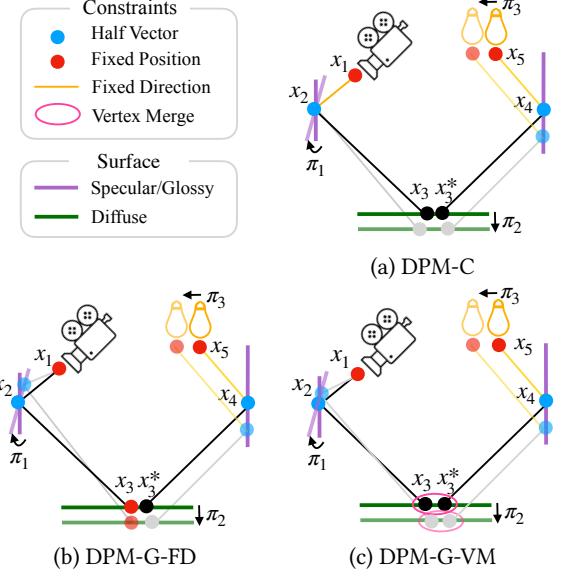 Constraints
Half Vector
Fixed Position
Fixed Direction
Vertex Merge
Surface
Specular/Glossy
Diffuse
x₁
x₂
π₁
x₃ x₃*
π₂
x₄
x₅
π₃
(a) DPM-C
x₁
x₂
π₁
x₃ x₃*
π₂
x₄
x₅
π₃
(b) DPM-G-FD
x₁
x₂
π₁
x₃ x₃*
π₂
x₄
x₅
π₃
(c) DPM-G-VM